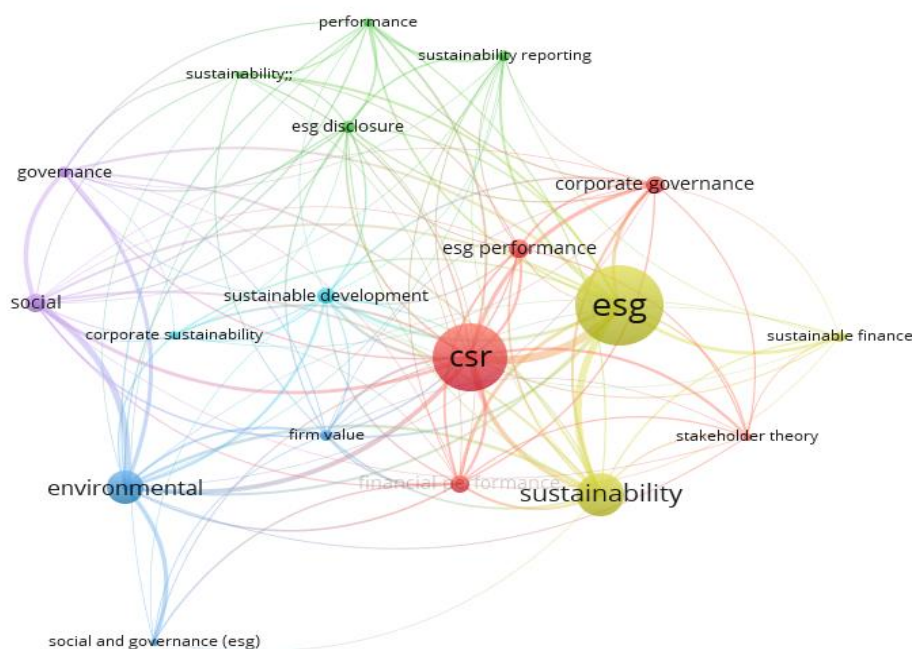 performance
sustainability reporting
sustainability;;
esg disclosure
governance
corporate governance
esg performance
sustainable development
social
esg
corporate sustainability
sustainable finance
csr
firm value
stakeholder theory
financial performance
environmental
sustainability
social and governance (esg)